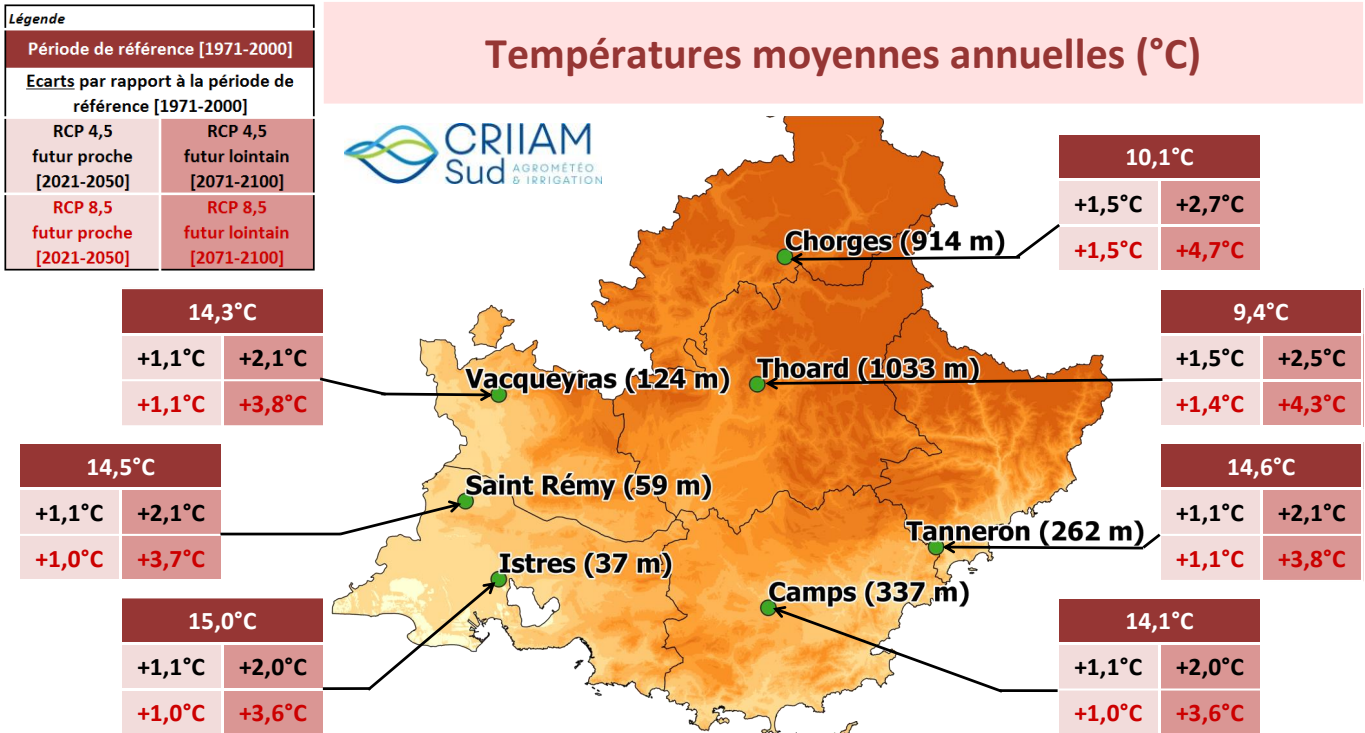 Légende
Période de référence [1971-2000]
Ecarts par rapport à la période de
référence [1971-2000]
RCP 4,5
futur proche
[2021-2050]
RCP 4,5
futur lointain
[2071-2100]
RCP 8,5
futur proche
[2021-2050]
RCP 8,5
futur lointain
[2071-2100]
Températures moyennes annuelles (°C)
CRIIAM
Sud
AGROMÉTÉO
& IRRIGATION
10,1°C
+1,5°C +2,7°C
+1,5°C +4,7°C
Chorges (914 m)
14,3°C
+1,1°C +2,1°C
+1,1°C +3,8°C
Vacqueyras (124 m)
9,4°C
+1,5°C +2,5°C
+1,4°C +4,3°C
Thoard (1033 m)
14,5°C
+1,1°C +2,1°C
+1,0°C +3,7°C
Saint Rémy (59 m)
14,6°C
+1,1°C +2,1°C
+1,1°C +3,8°C
Tanneron (262 m)
Istres (37 m)
15,0°C
+1,1°C +2,0°C
+1,0°C +3,6°C
Camps (337 m)
14,1°C
+1,1°C +2,0°C
+1,0°C +3,6°C